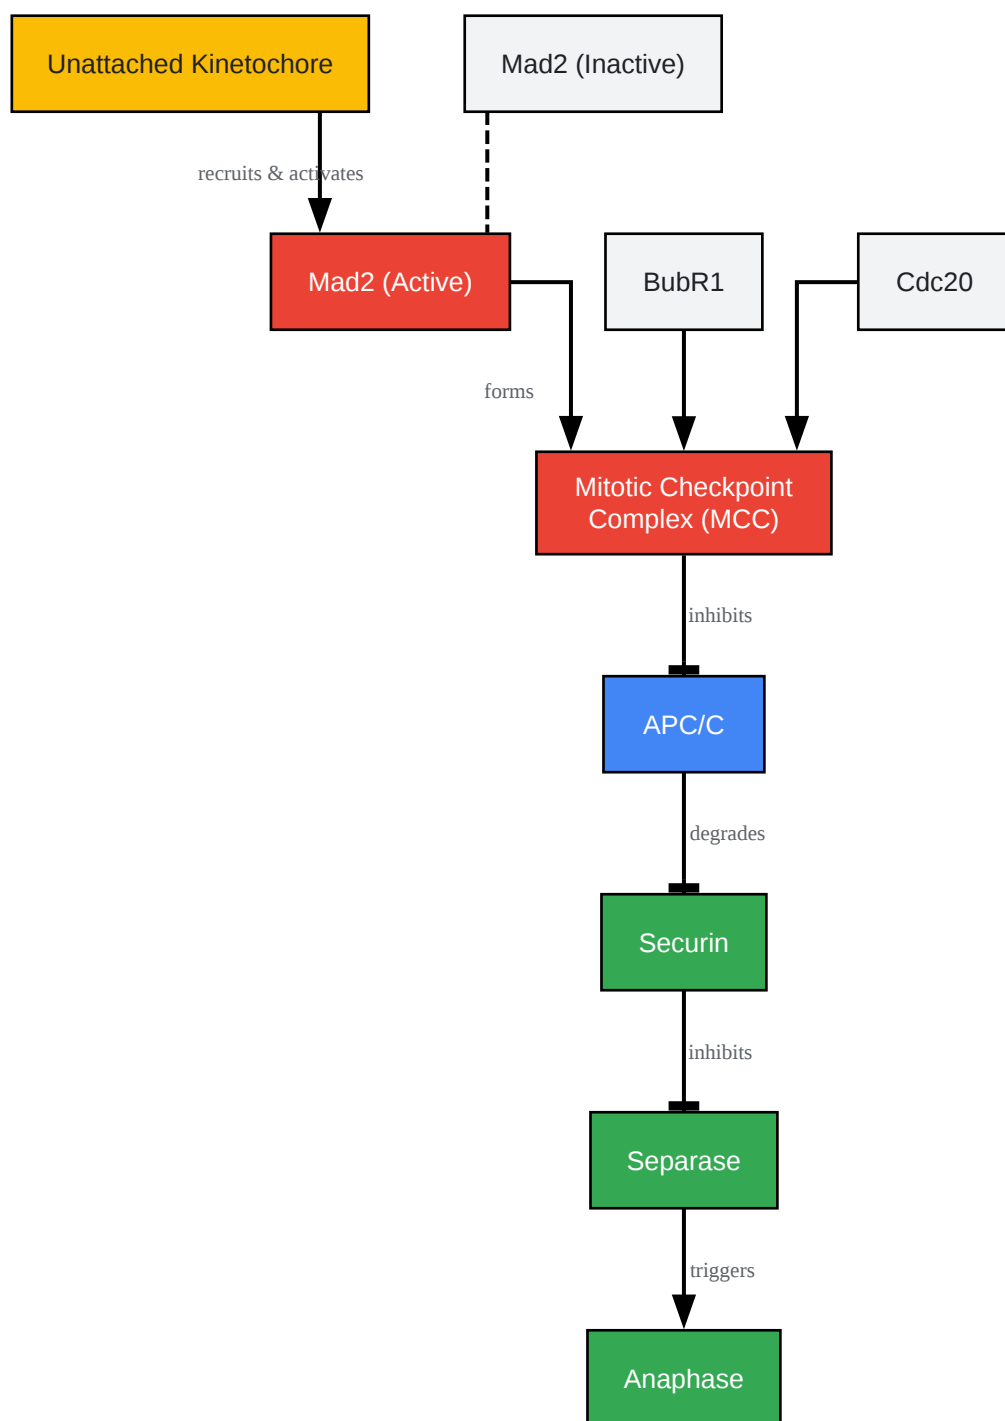 Unattached Kinetochore
Mad2 (Inactive)
recruits & activates
Mad2 (Active)
BubR1
Cdc20
forms
Mitotic Checkpoint
Complex (MCC)
inhibits
APC/C
degrades
Securin
inhibits
Separase
triggers
Anaphase